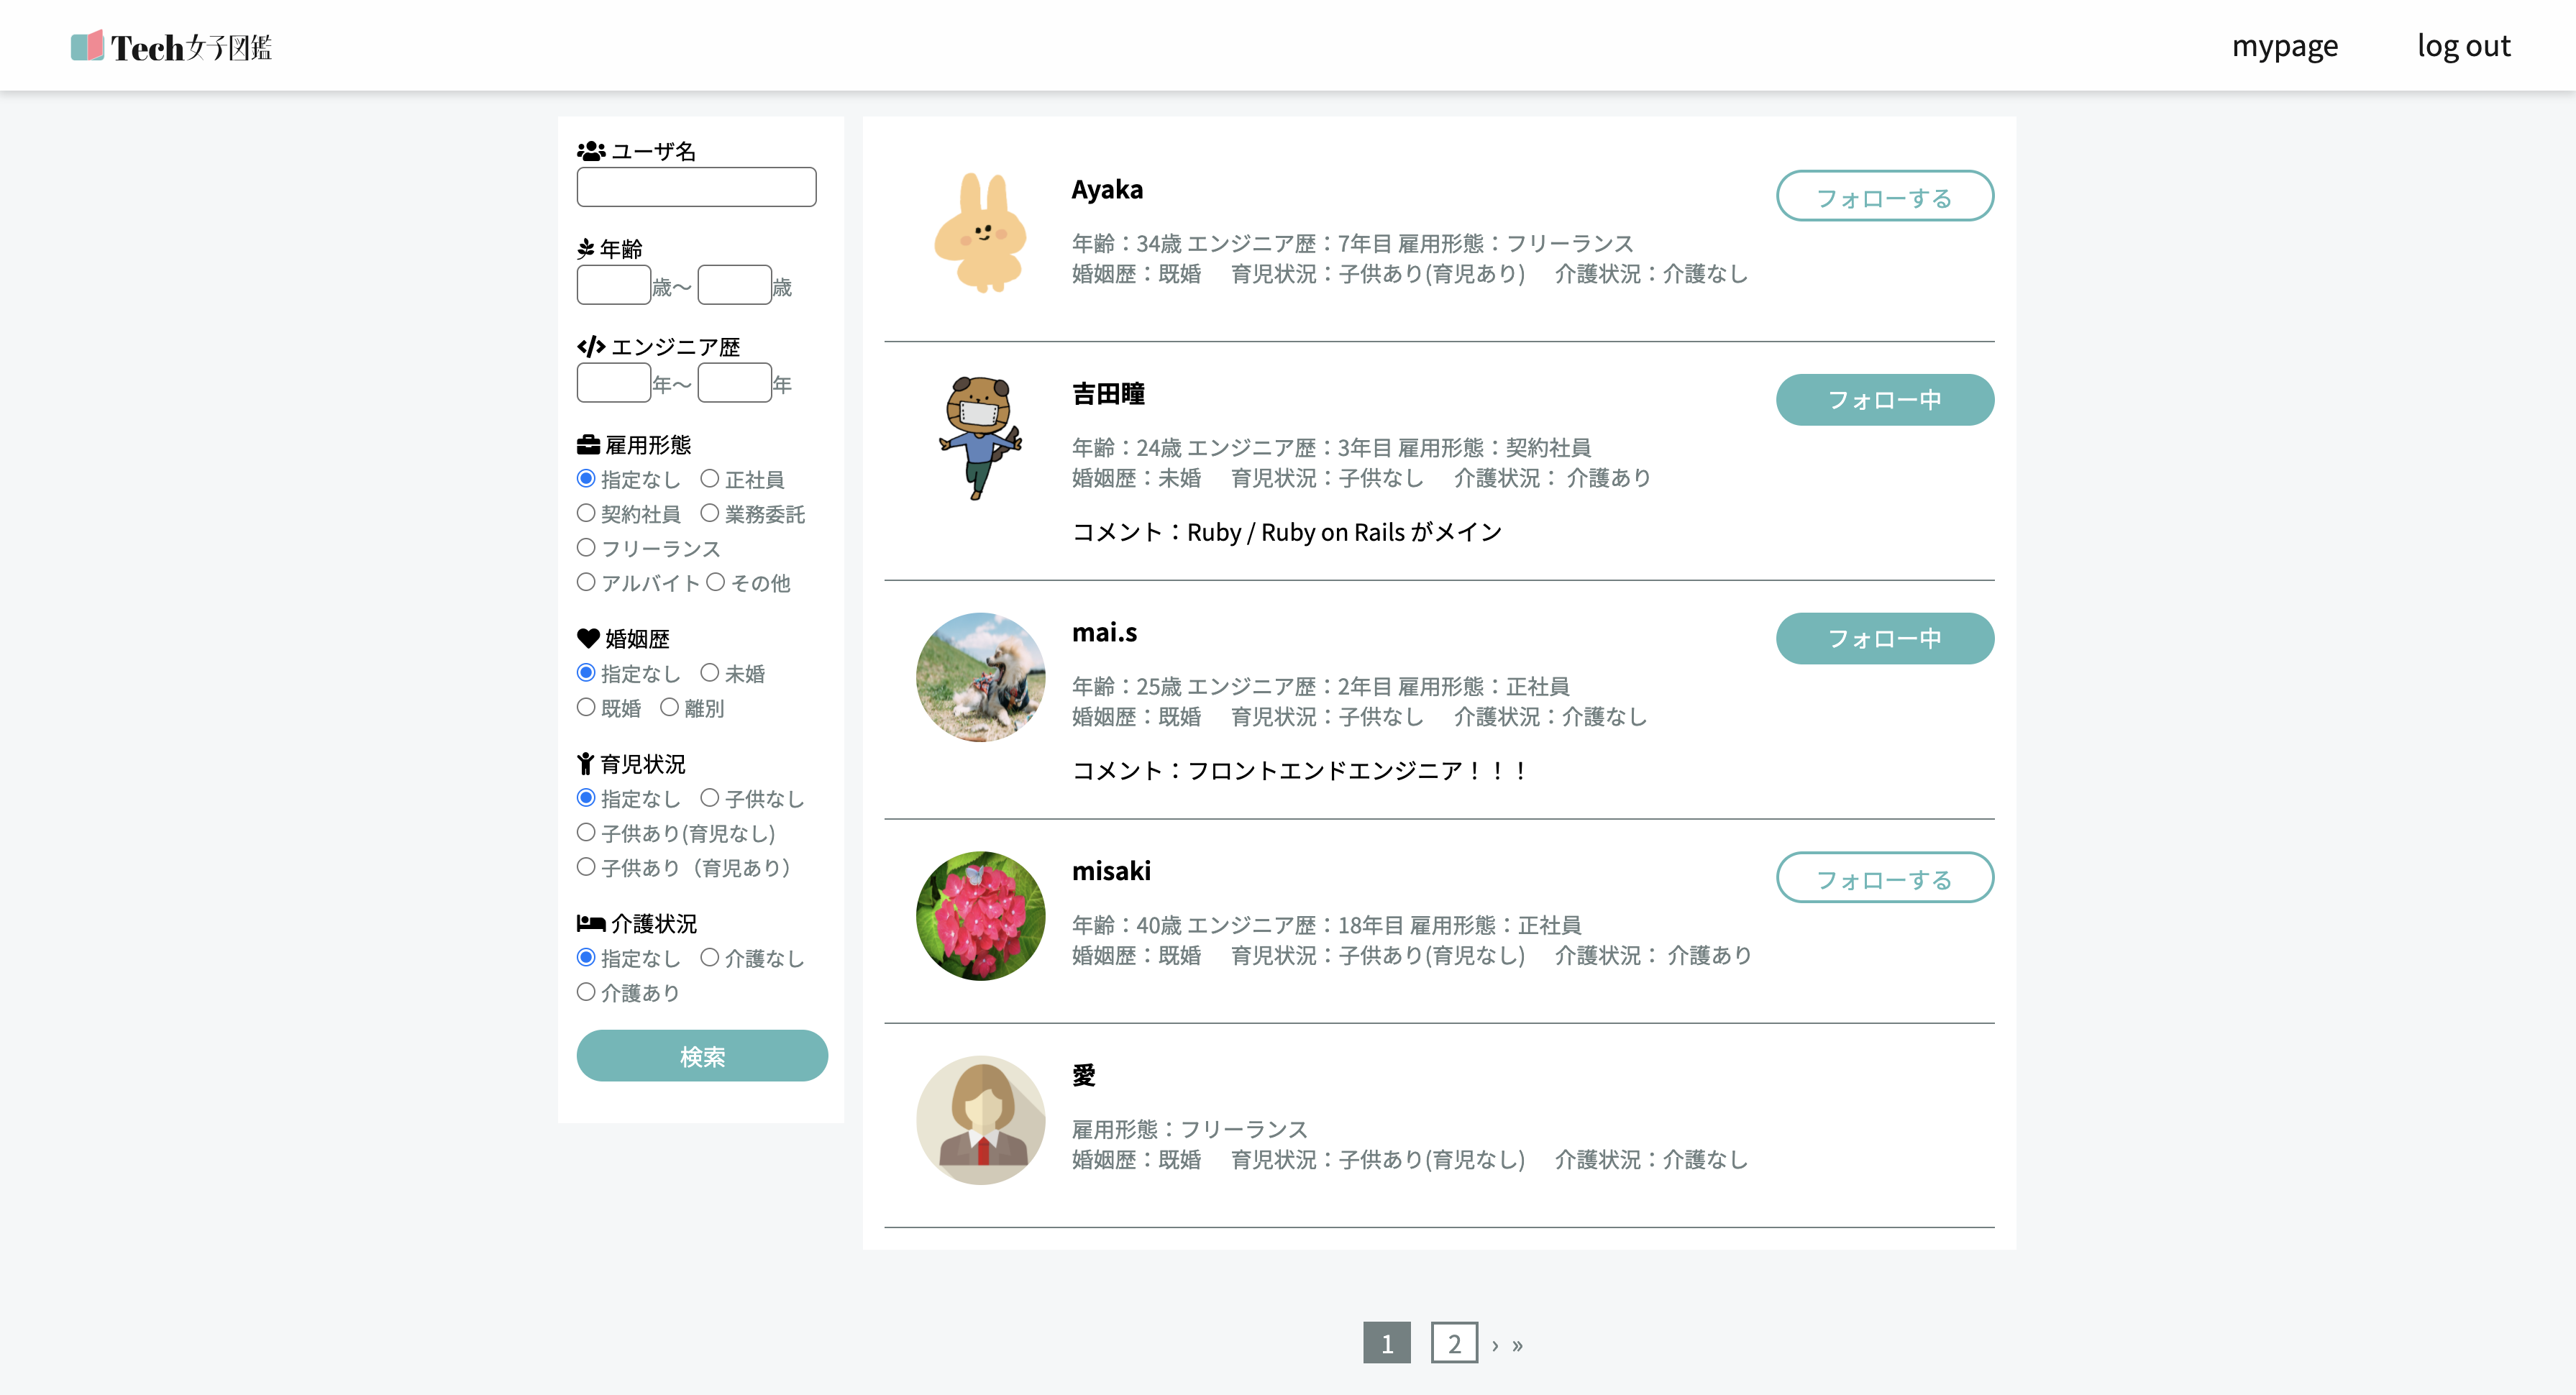 Tech女子図鑑
mypage
log out
ユーザ名
年齢
歳〜 歳
エンジニア歴
年〜 年
雇用形態
指定なし 正社員
契約社員 業務委託
フリーランス
アルバイト その他
婚姻歴
指定なし 未婚
既婚 離別
育児状況
指定なし 子供なし
子供あり(育児なし)
子供あり（育児あり）
介護状況
指定なし 介護なし
介護あり
検索
Ayaka
フォローする
年齢：34歳 エンジニア歴：7年目 雇用形態：フリーランス
婚姻歴：既婚 育児状況：子供あり(育児あり) 介護状況：介護なし
吉田瞳
フォロー中
年齢：24歳 エンジニア歴：3年目 雇用形態：契約社員
婚姻歴：未婚 育児状況：子供なし 介護状況： 介護あり
コメント：Ruby / Ruby on Rails がメイン
mai.s
フォロー中
年齢：25歳 エンジニア歴：2年目 雇用形態：正社員
婚姻歴：既婚 育児状況：子供なし 介護状況：介護なし
コメント：フロントエンドエンジニア！！！
misaki
フォローする
年齢：40歳 エンジニア歴：18年目 雇用形態：正社員
婚姻歴：既婚 育児状況：子供あり(育児なし) 介護状況： 介護あり
愛
雇用形態：フリーランス
婚姻歴：既婚 育児状況：子供あり(育児なし) 介護状況：介護なし
1 2 › »